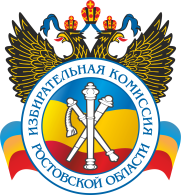 ИЗБИРАТЕЛЬНАЯ КОМИССИЯ
РОСТОВСКОЙ ОБЛАСТИ